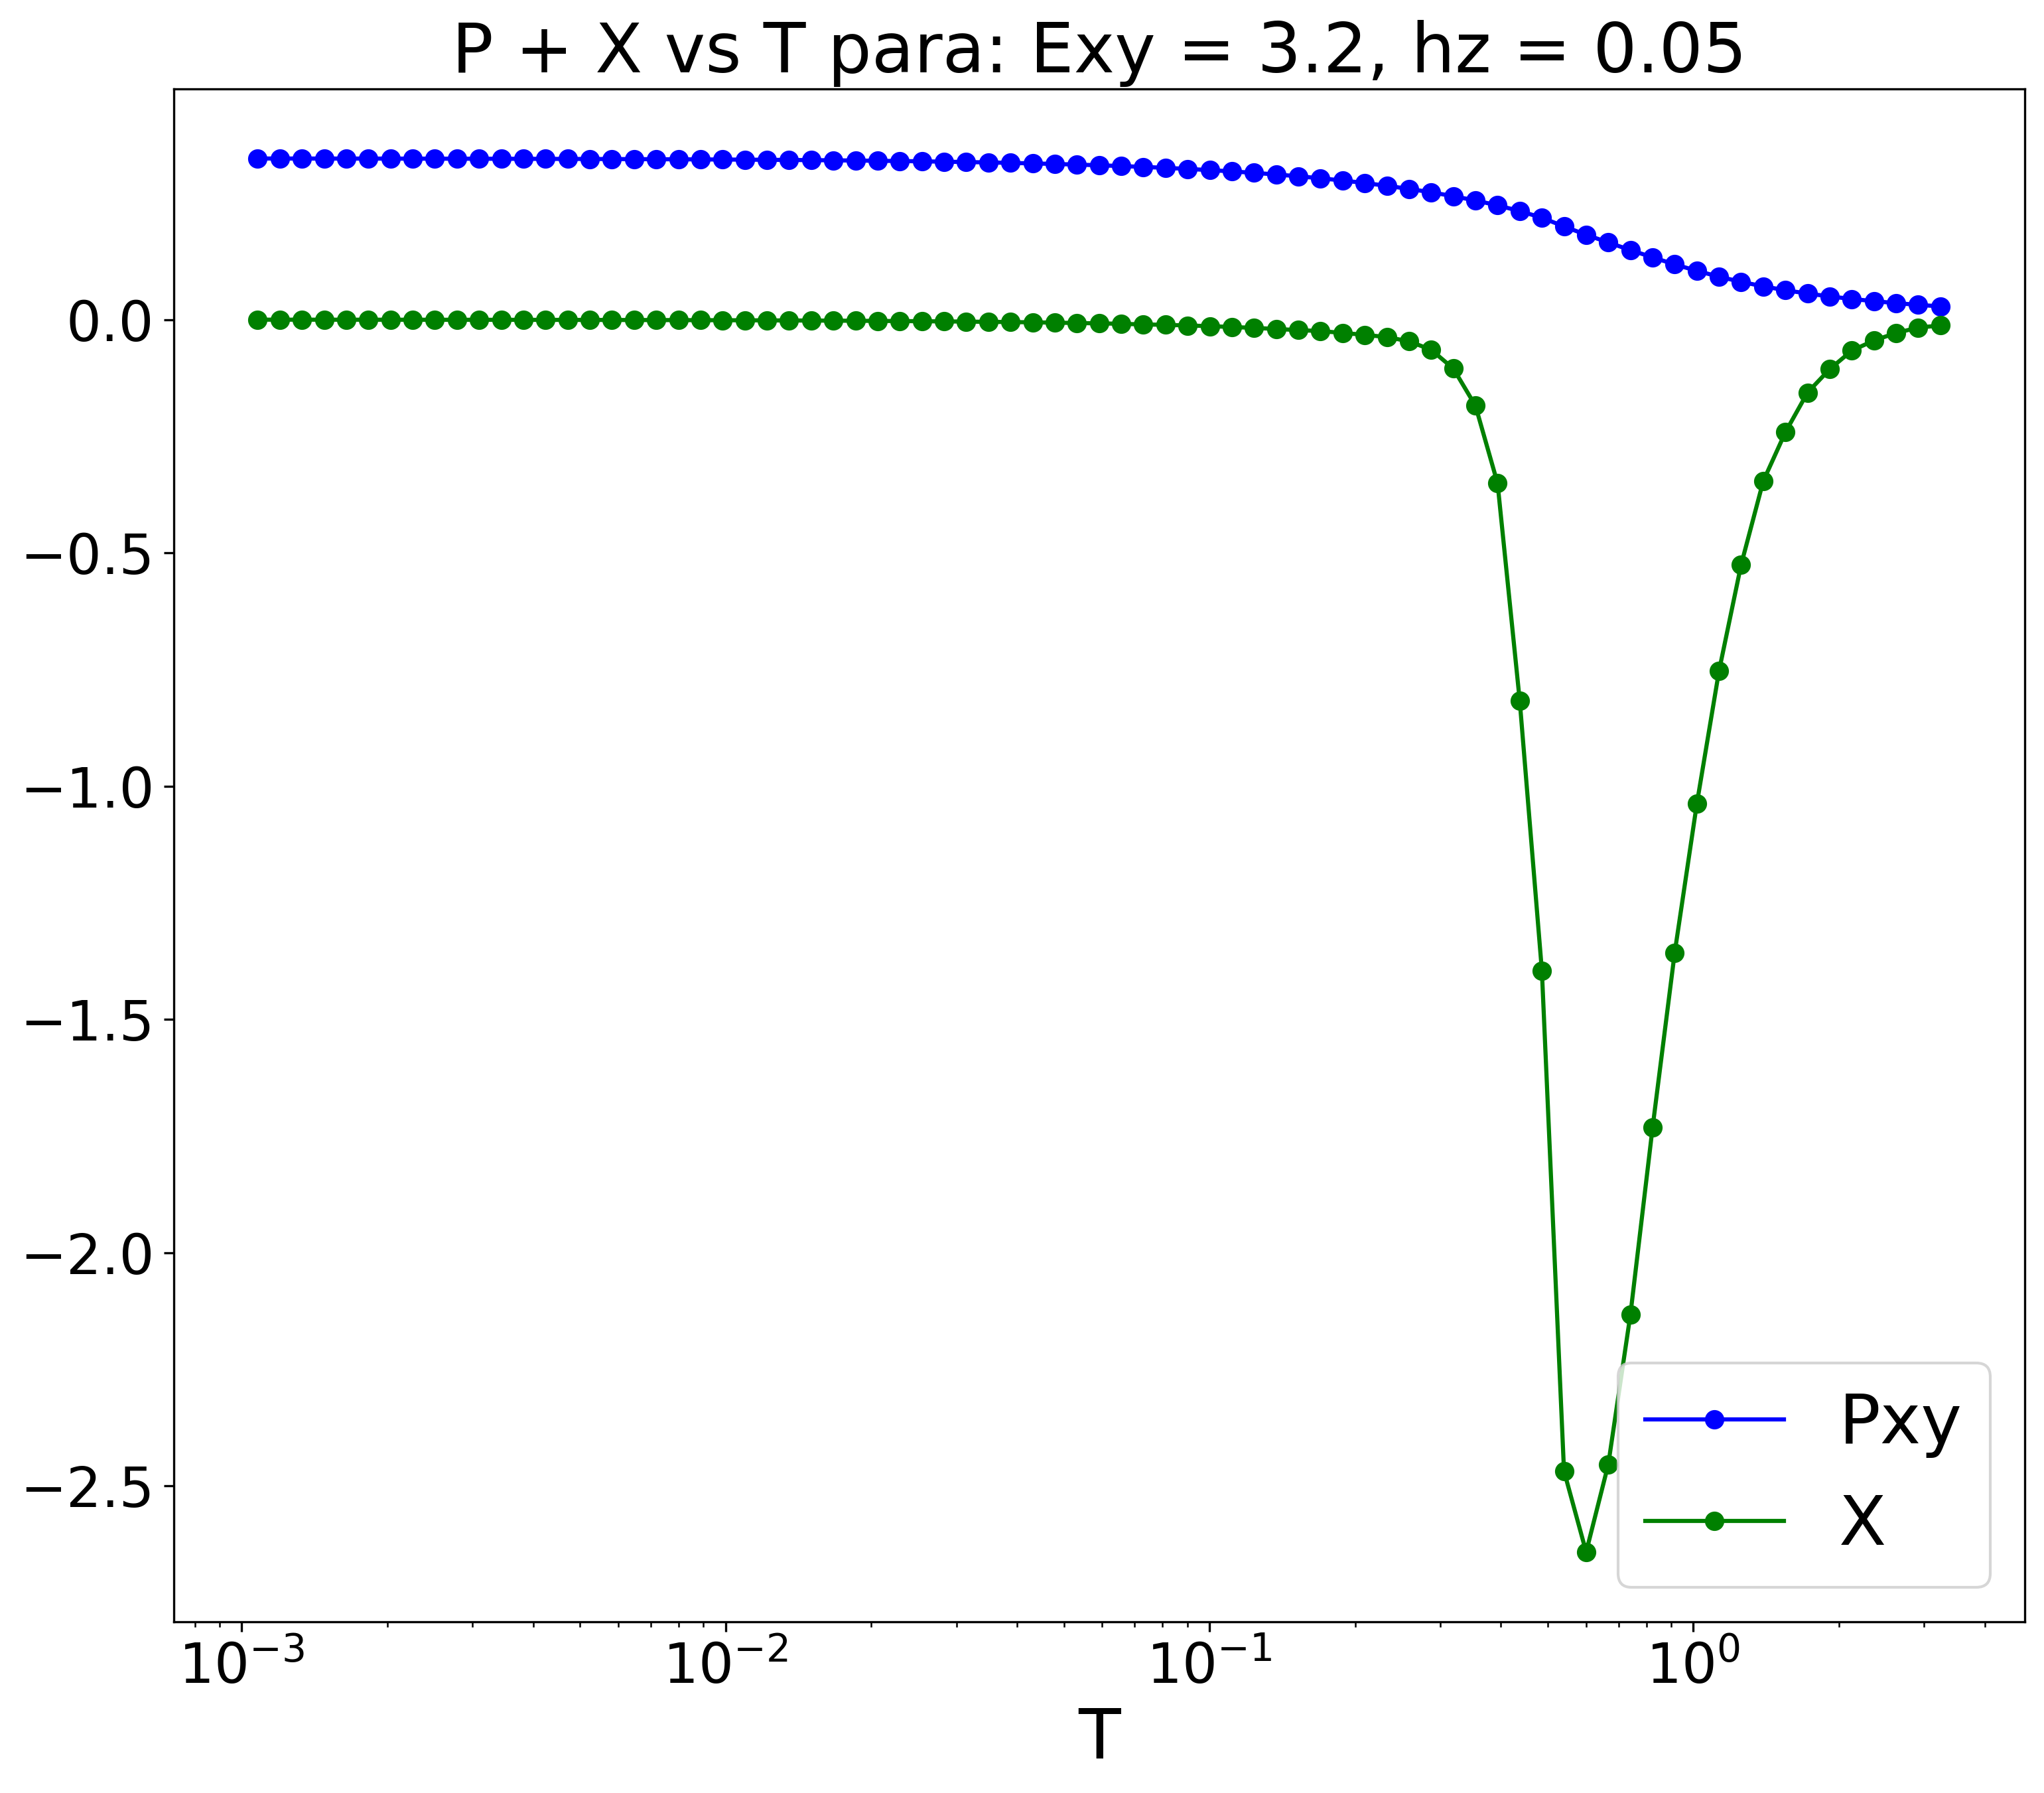 P + X vs T para: Exy = 3.2, hz = 0.05
0.0
−0.5
−1.0
−1.5
−2.0
−2.5
Pxy
X
10⁻³ 10⁻² 10⁻¹ 10⁰
T